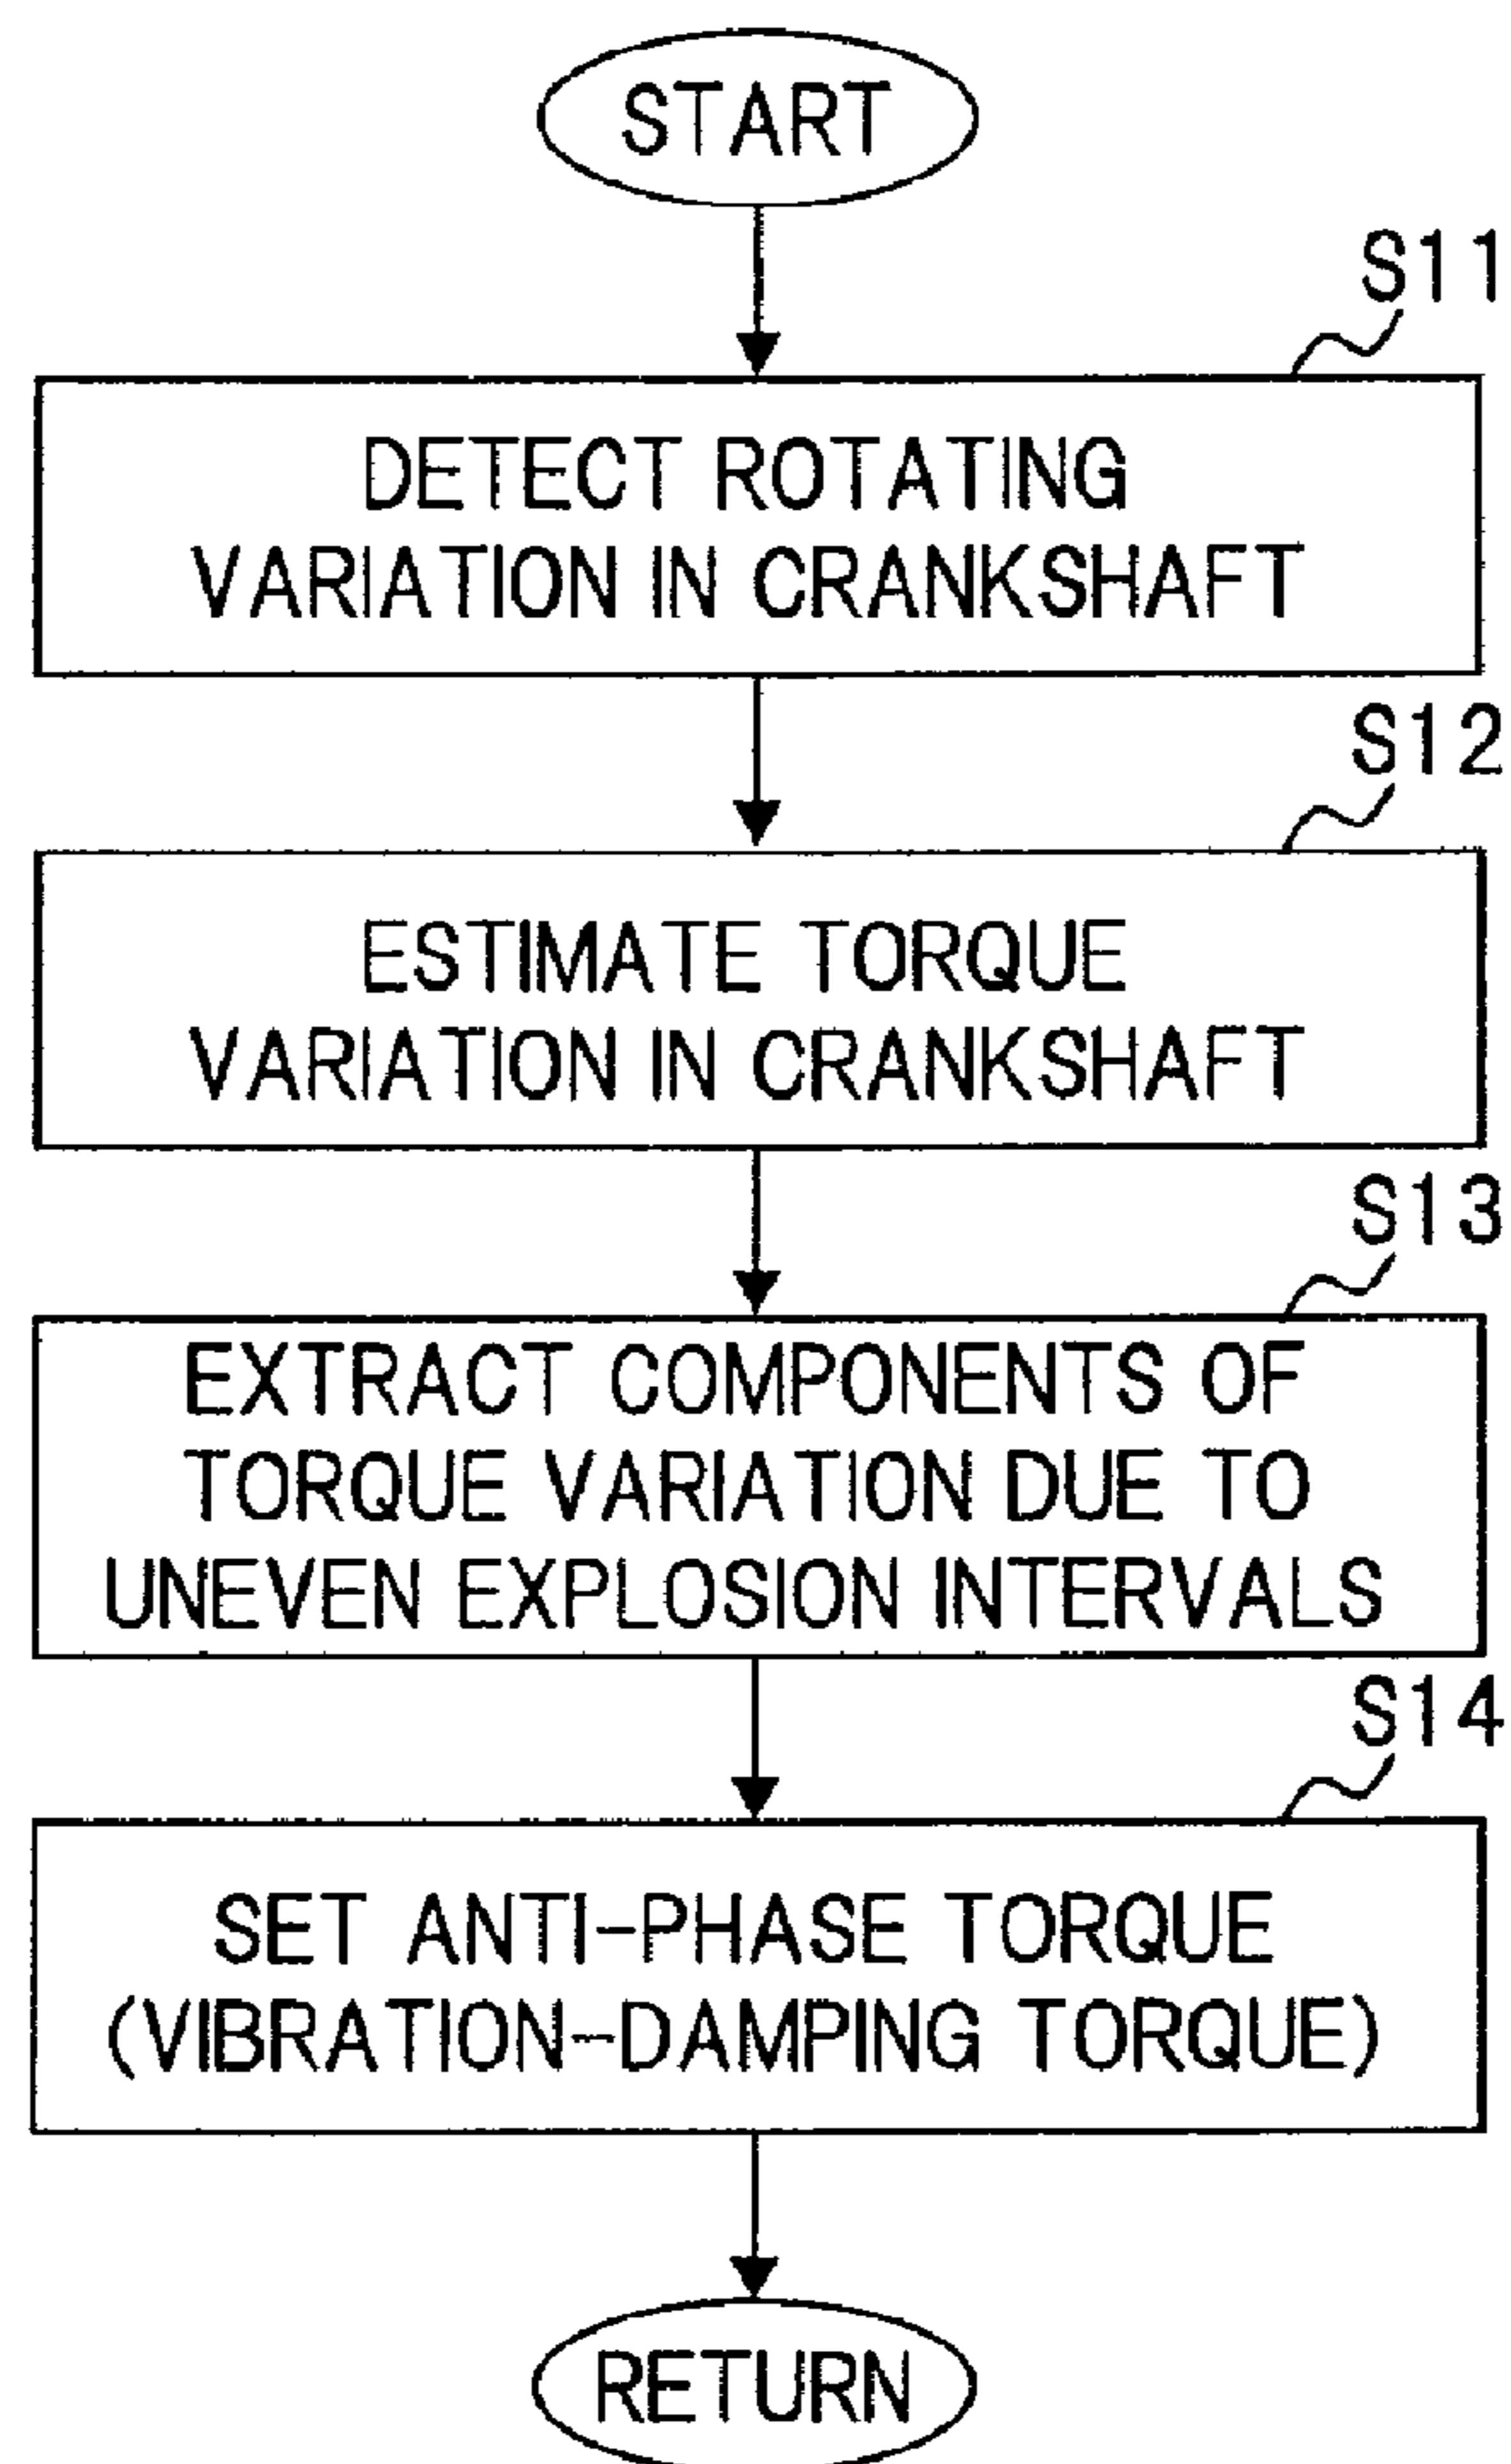 START
S11
DETECT ROTATING
VARIATION IN CRANKSHAFT
S12
ESTIMATE TORQUE
VARIATION IN CRANKSHAFT
S13
EXTRACT COMPONENTS OF
TORQUE VARIATION DUE TO
UNEVEN EXPLOSION INTERVALS
S14
SET ANTI-PHASE TORQUE
(VIBRATION-DAMPING TORQUE)
RETURN